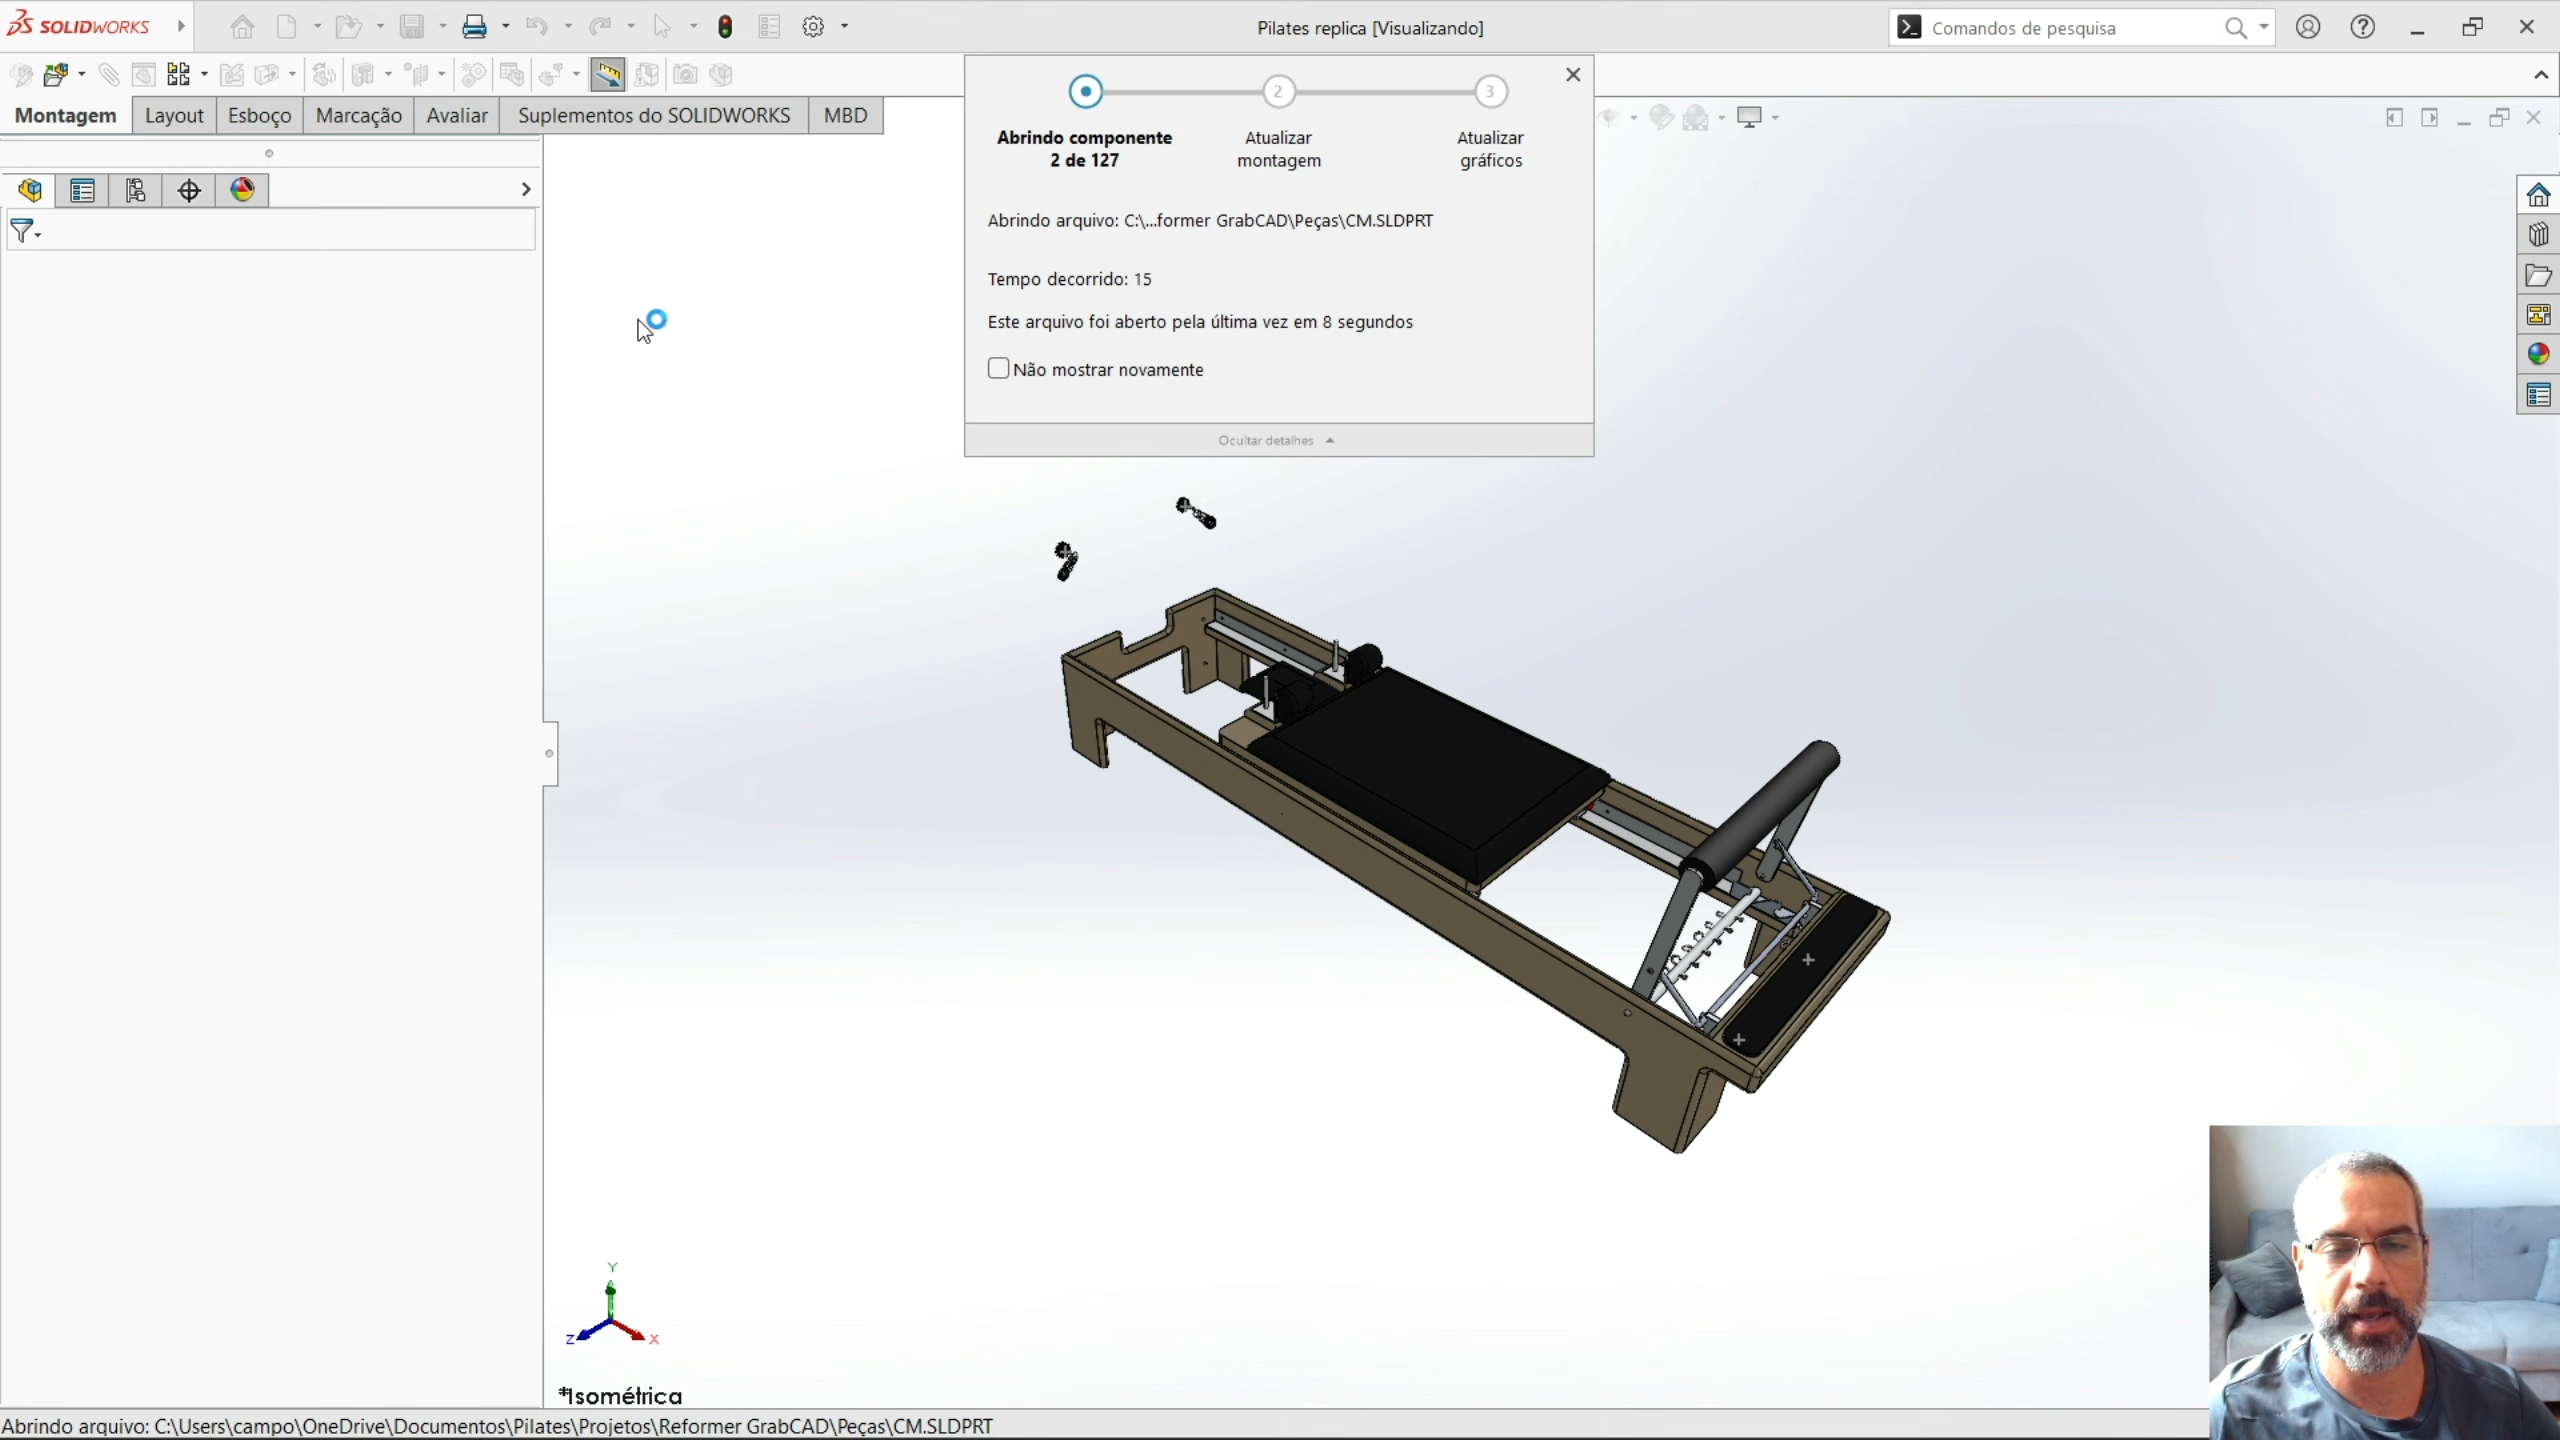 SOLIDWORKS
Pilates replica [Visualizando]
Comandos de pesquisa
Montagem
Layout
Esboço
Marcação
Avaliar
Suplementos do SOLIDWORKS
MBD
2
3
Abrindo componente
2 de 127
Atualizar
montagem
Atualizar
gráficos
Abrindo arquivo: C:\...former GrabCAD\Peças\CM.SLDPRT
Tempo decorrido: 15
Este arquivo foi aberto pela última vez em 8 segundos
Não mostrar novamente
Ocultar detalhes
Y
Z
X
*Isométrica
Abrindo arquivo: C:\Users\campo\OneDrive\Documentos\Pilates\Projetos\Reformer GrabCAD\Peças\CM.SLDPRT